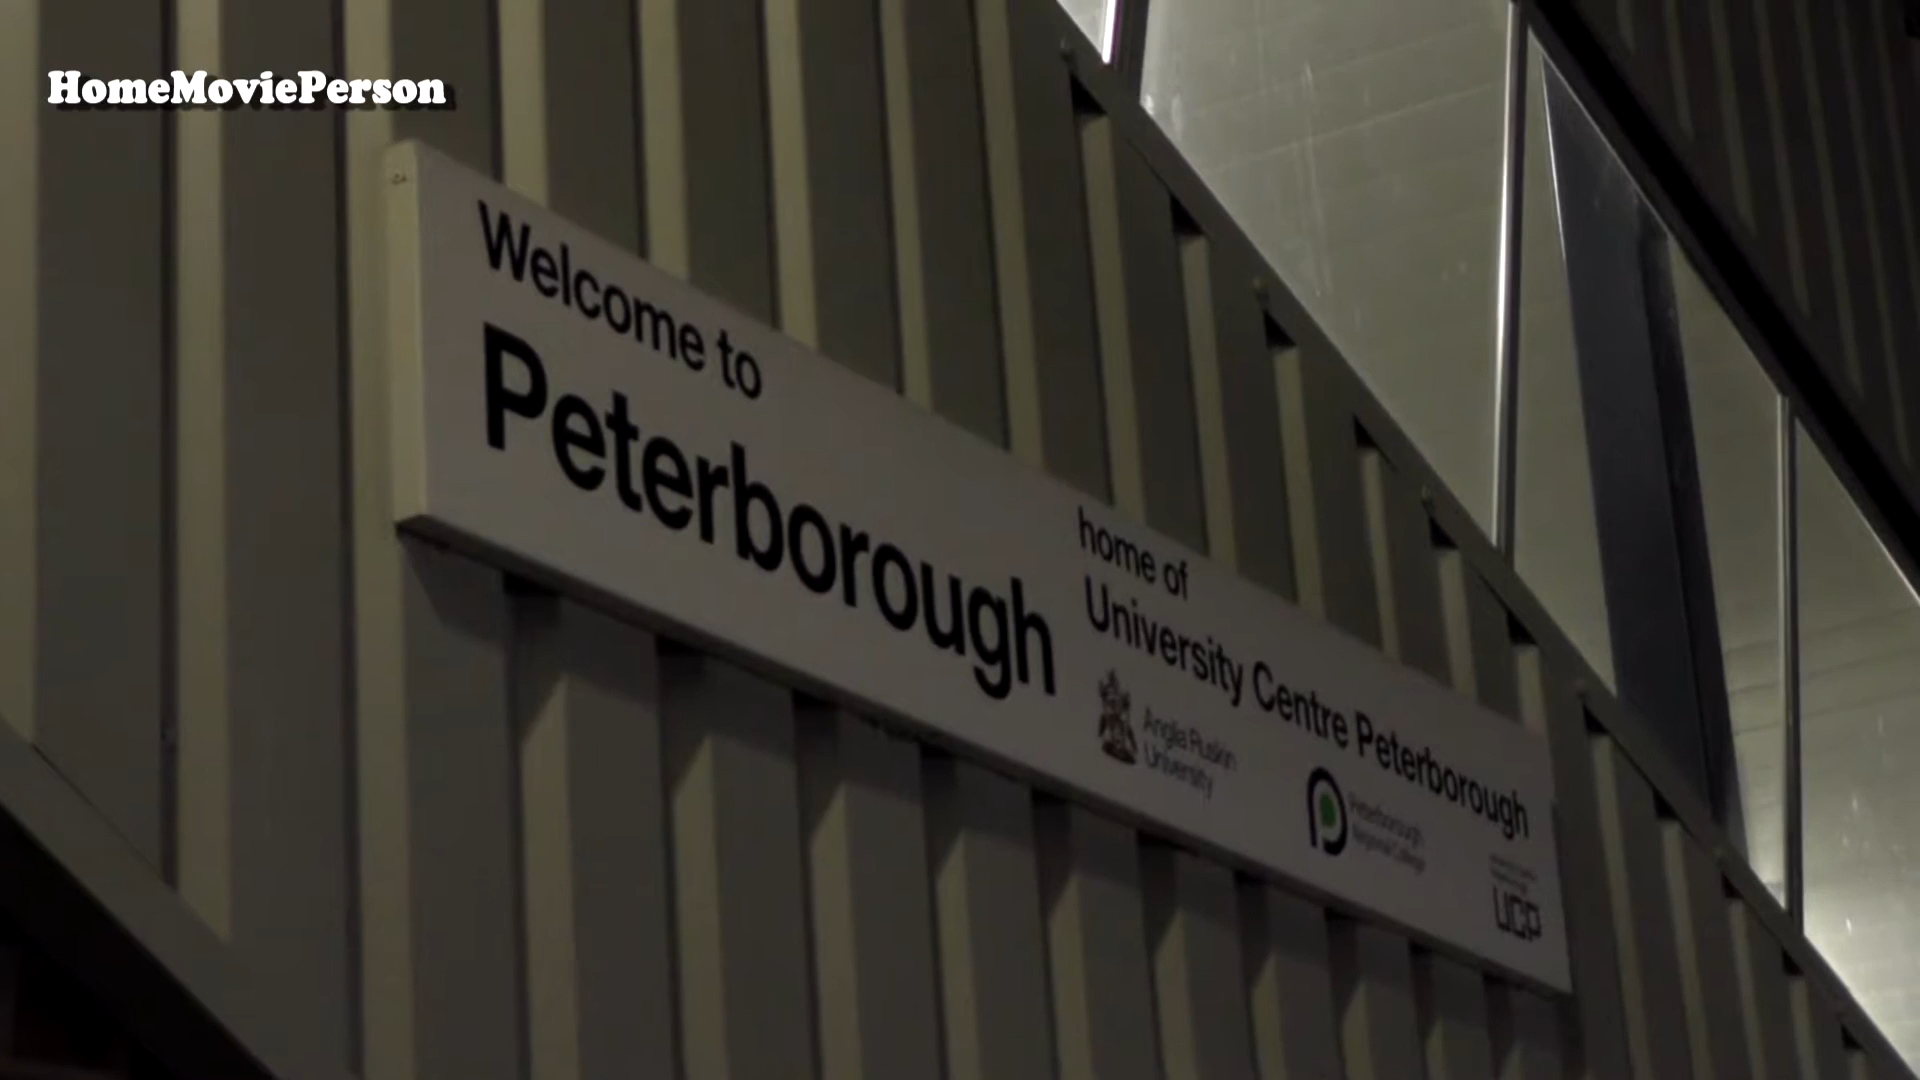 HomeMoviePerson
Welcome to
Peterborough
home of
University Centre Peterborough
Anglia Ruskin
University
Peterborough
Regional College
UCP